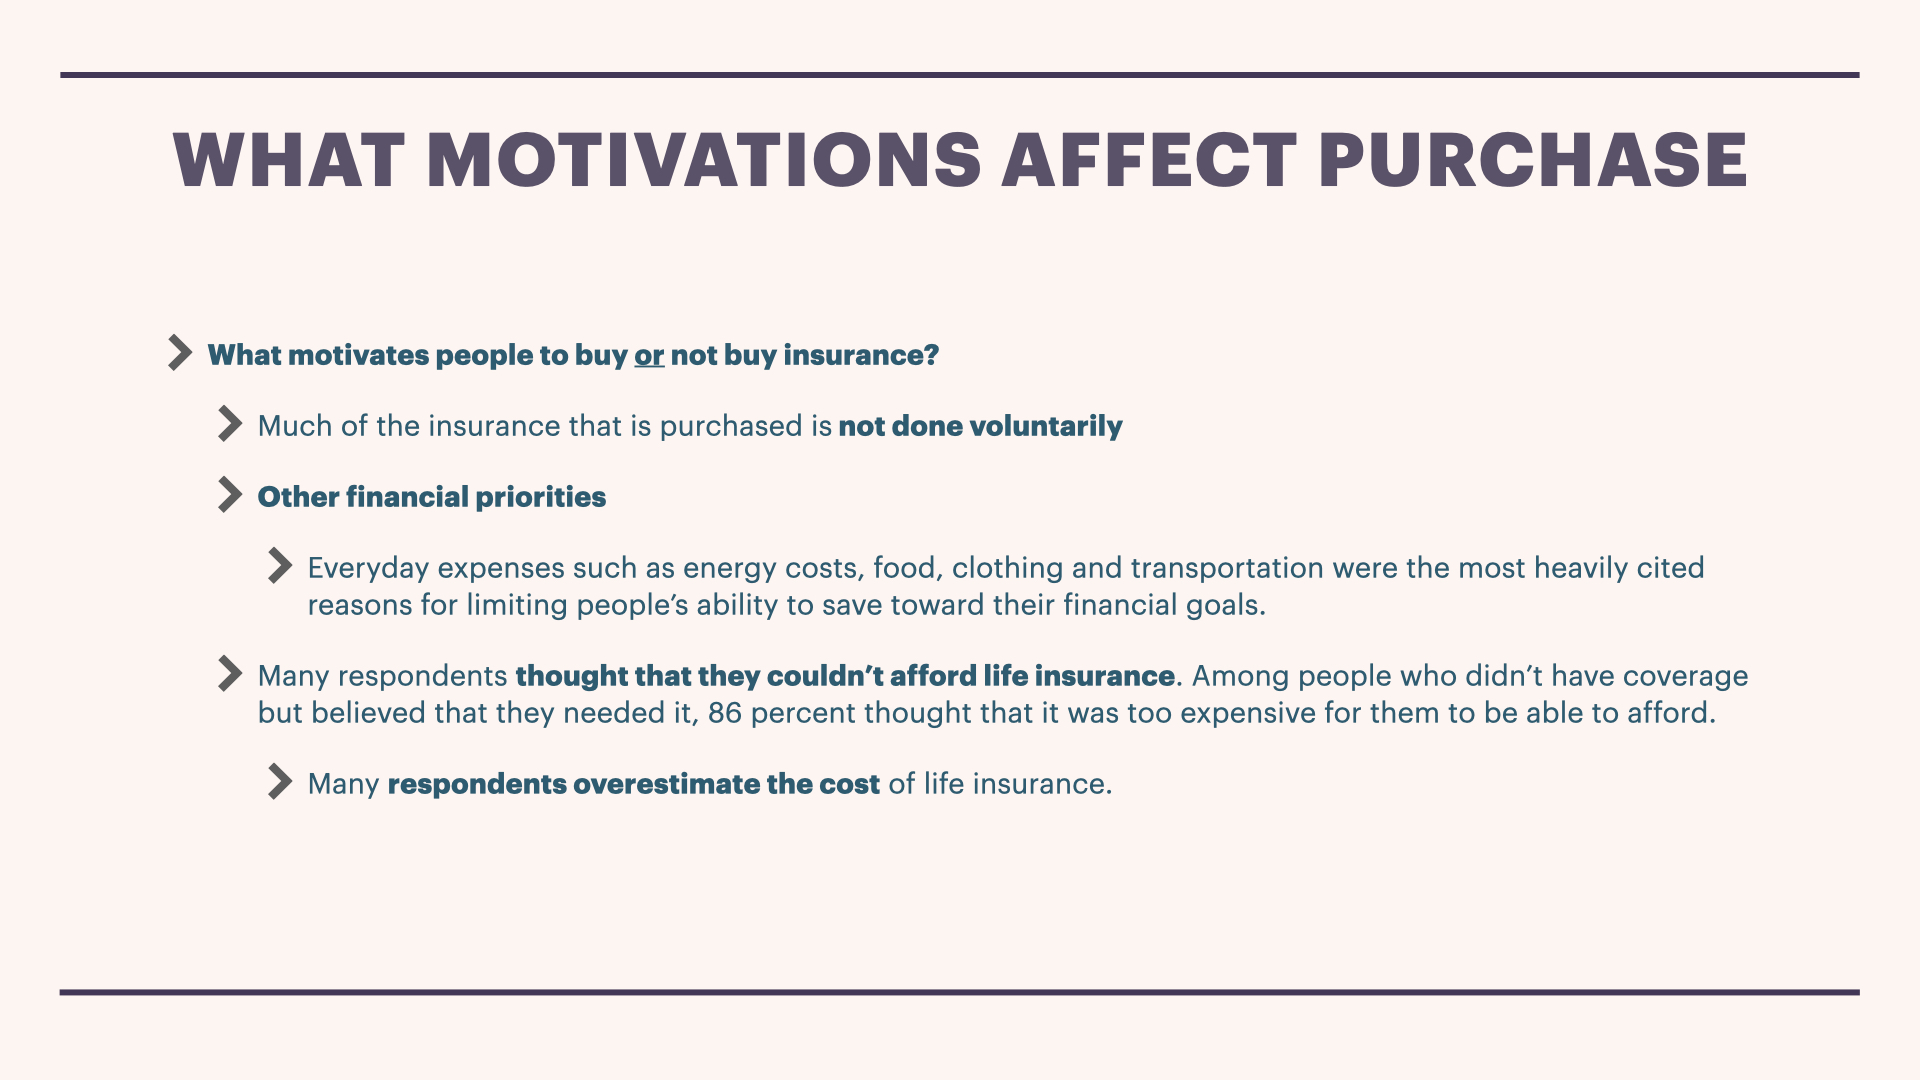 WHAT MOTIVATIONS AFFECT PURCHASE
What motivates people to buy or not buy insurance?
Much of the insurance that is purchased is not done voluntarily
Other financial priorities
Everyday expenses such as energy costs, food, clothing and transportation were the most heavily cited
reasons for limiting people’s ability to save toward their financial goals.
Many respondents thought that they couldn’t afford life insurance. Among people who didn’t have coverage
but believed that they needed it, 86 percent thought that it was too expensive for them to be able to afford.
Many respondents overestimate the cost of life insurance.